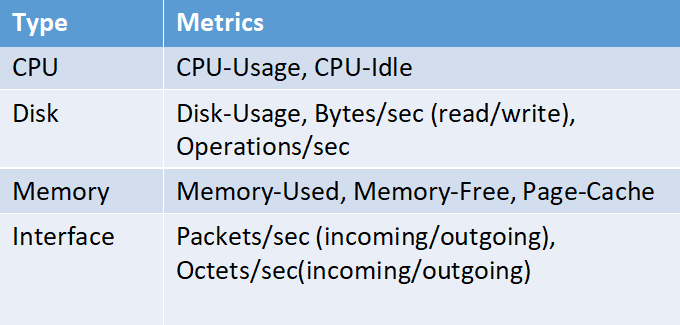 Type Metrics
CPU CPU-Usage, CPU-Idle
Disk Disk-Usage, Bytes/sec (read/write),
Operations/sec
Memory Memory-Used, Memory-Free, Page-Cache
Interface Packets/sec (incoming/outgoing),
Octets/sec(incoming/outgoing)